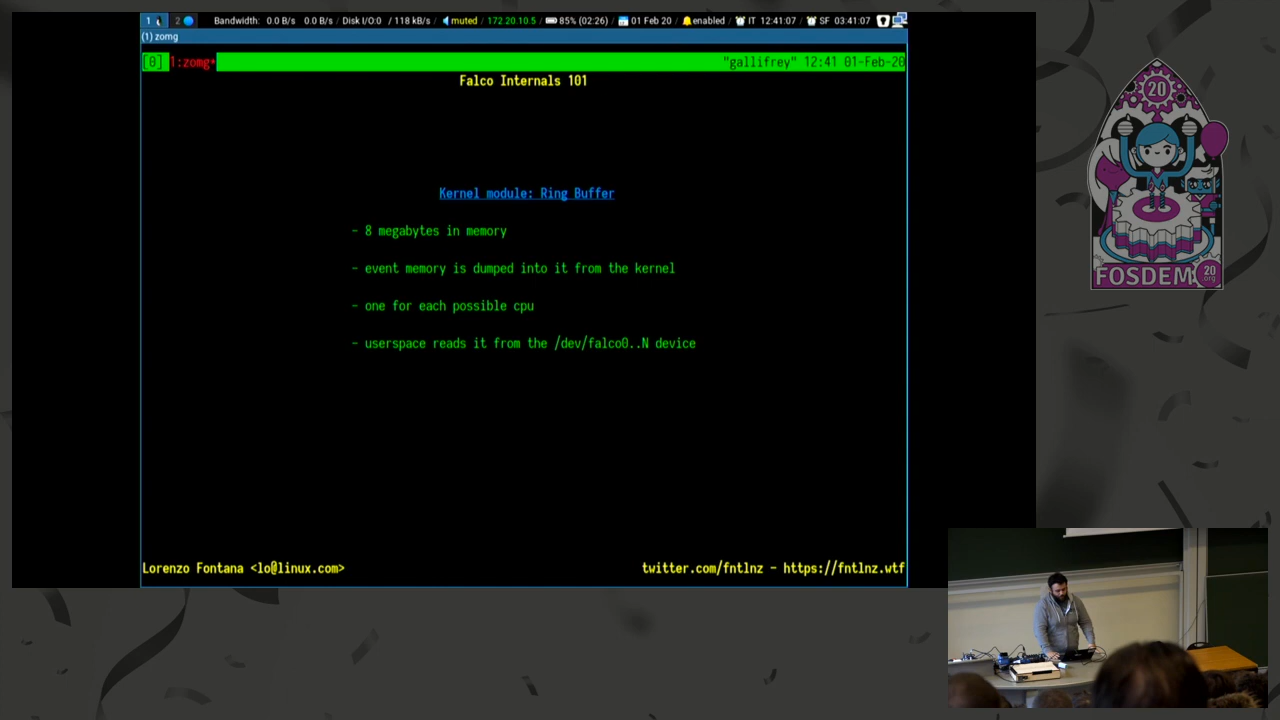 1 2 Bandwidth: 0.0 B/s 0.0 B/s / Disk I/O:0 / 118 kB/s / muted / 172.20.10.5 / 85% (02:26) / 01 Feb 20 / enabled / IT 12:41:07 / SF 03:41:07
(1) zomg
[0] 1:zomg* "gallifrey" 12:41 01-Feb-20
Falco Internals 101
Kernel module: Ring Buffer
- 8 megabytes in memory
- event memory is dumped into it from the kernel
- one for each possible cpu
- userspace reads it from the /dev/falco0..N device
Lorenzo Fontana <lo@linux.com> twitter.com/fntlnz - https://fntlnz.wtf
20
FOSDEM 20
.org